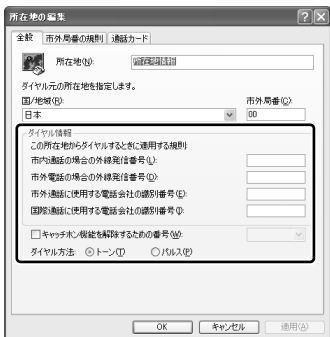 所在地の編集
全般 市外局番の規則 通話カード
所在地(N): 所在地情報
ダイヤル元の所在地を指定します。
国/地域(R): 市外局番(C):
日本 00
ダイヤル情報
この所在地からダイヤルするときに適用する規則:
市内通話の場合の外線発信番号(L):
市外電話の場合の外線発信番号(D):
市外通話に使用する電話会社の識別番号(E):
国際通話に使用する電話会社の識別番号(I):
キャッチホン機能を解除するための番号(W):
ダイヤル方法: トーン(T) パルス(P)
OK キャンセル 適用(A)